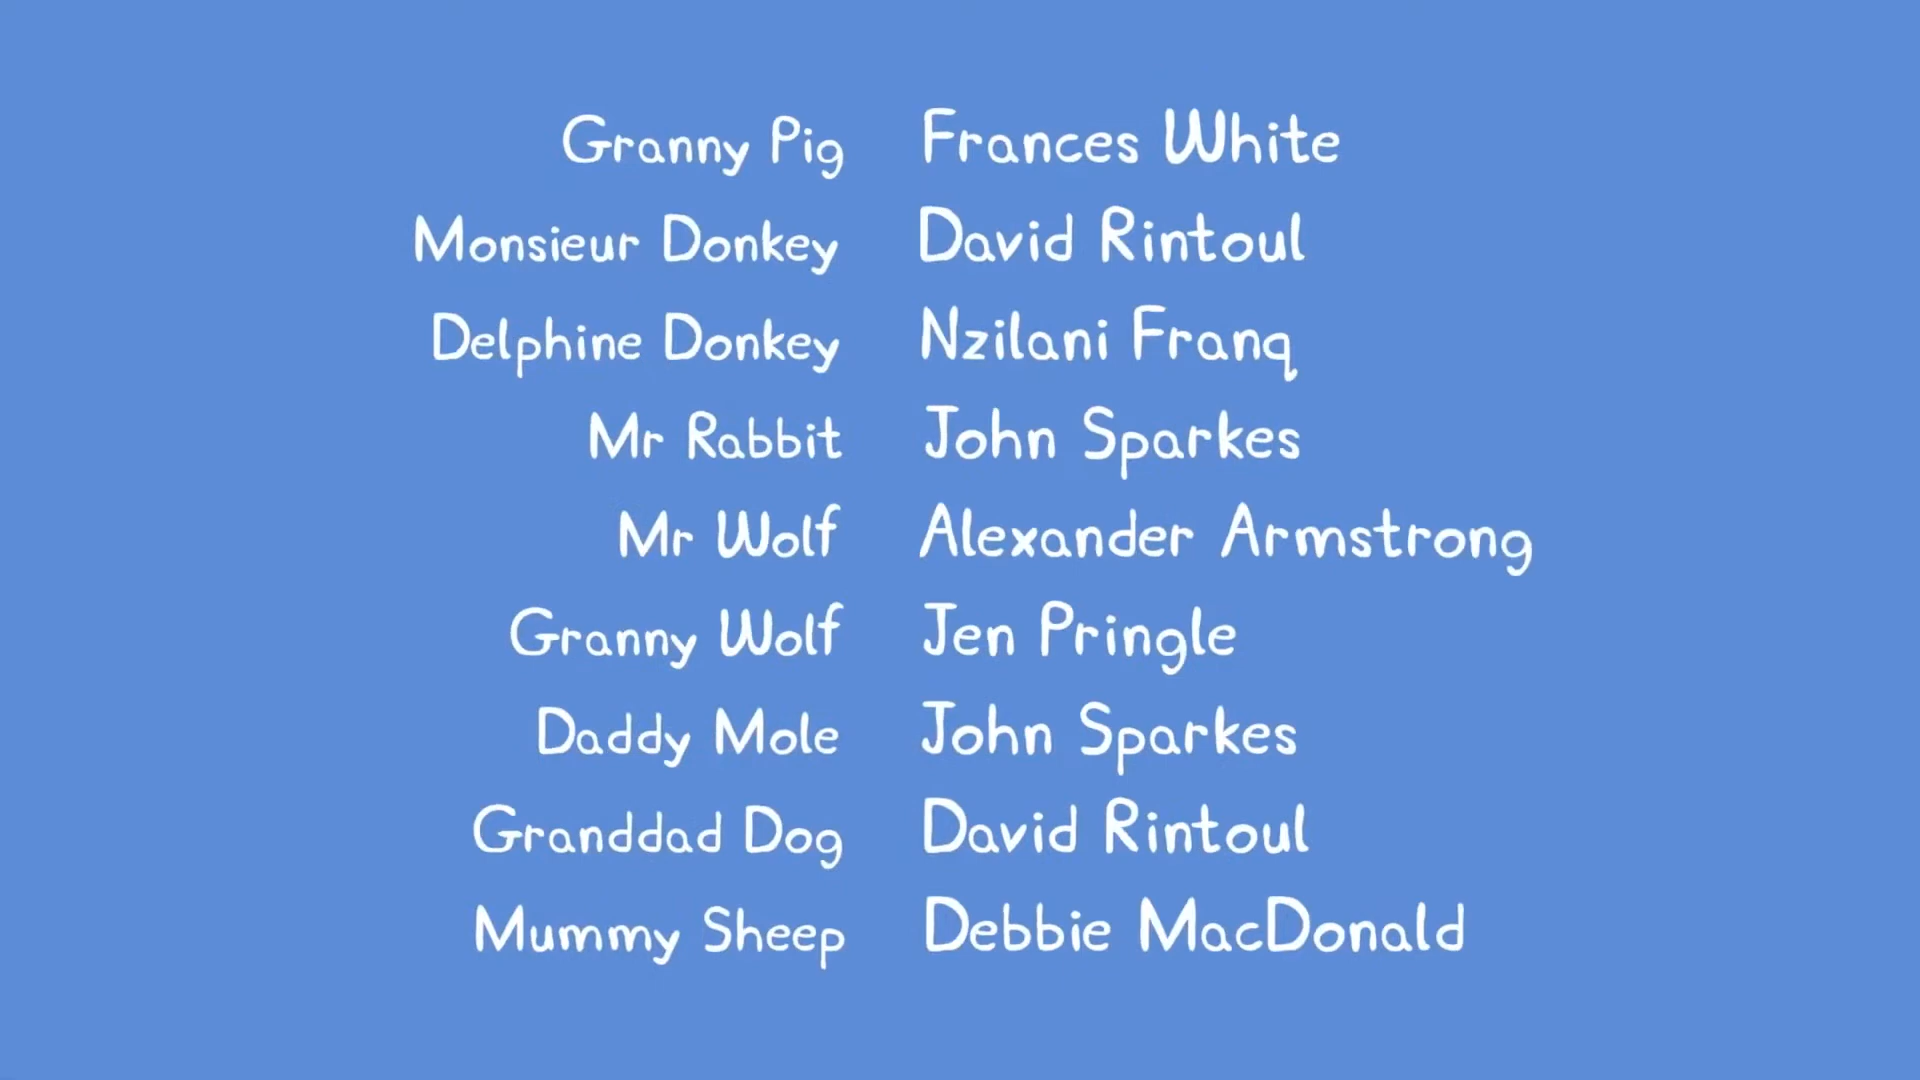 Granny Pig Frances White
Monsieur Donkey David Rintoul
Delphine Donkey Nzilani Franq
Mr Rabbit John Sparkes
Mr Wolf Alexander Armstrong
Granny Wolf Jen Pringle
Daddy Mole John Sparkes
Granddad Dog David Rintoul
Mummy Sheep Debbie MacDonald